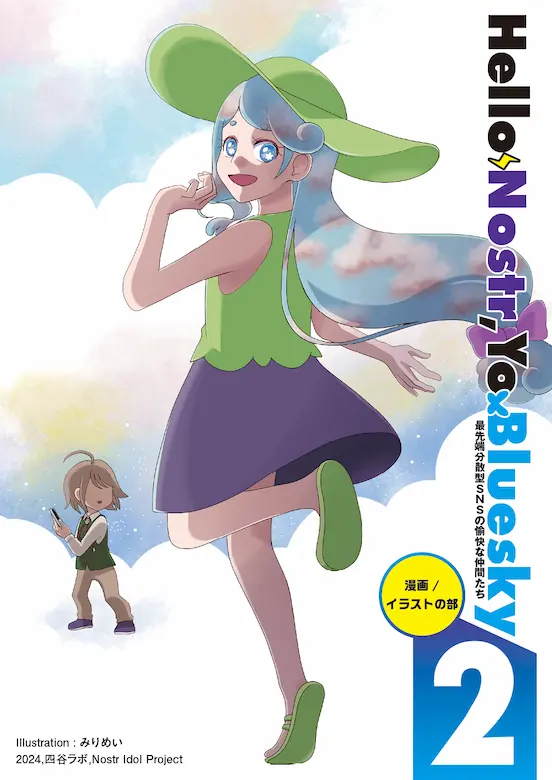 Hello Nostr, Yo Bluesky
最先端分散型SNSの愉快な仲間たち
漫画/
イラストの部
2
Illustration : みりめい
2024,四谷ラボ,Nostr Idol Project